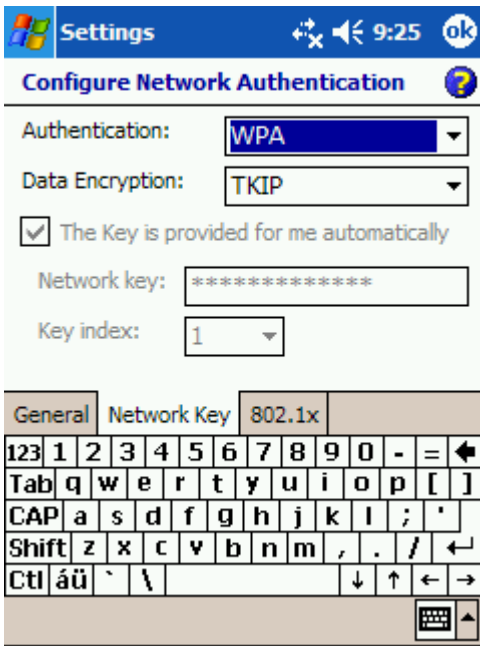 Settings 9:25 ok
Configure Network Authentication ?
Authentication: WPA
Data Encryption: TKIP
The Key is provided for me automatically
Network key: *************
Key index: 1
General Network Key 802.1x
123 1 2 3 4 5 6 7 8 9 0 - =
Tab q w e r t y u i o p [ ]
CAP a s d f g h j k l ; '
Shift z x c v b n m , . /
Ctl áü ` \ ↓ ↑ ← →